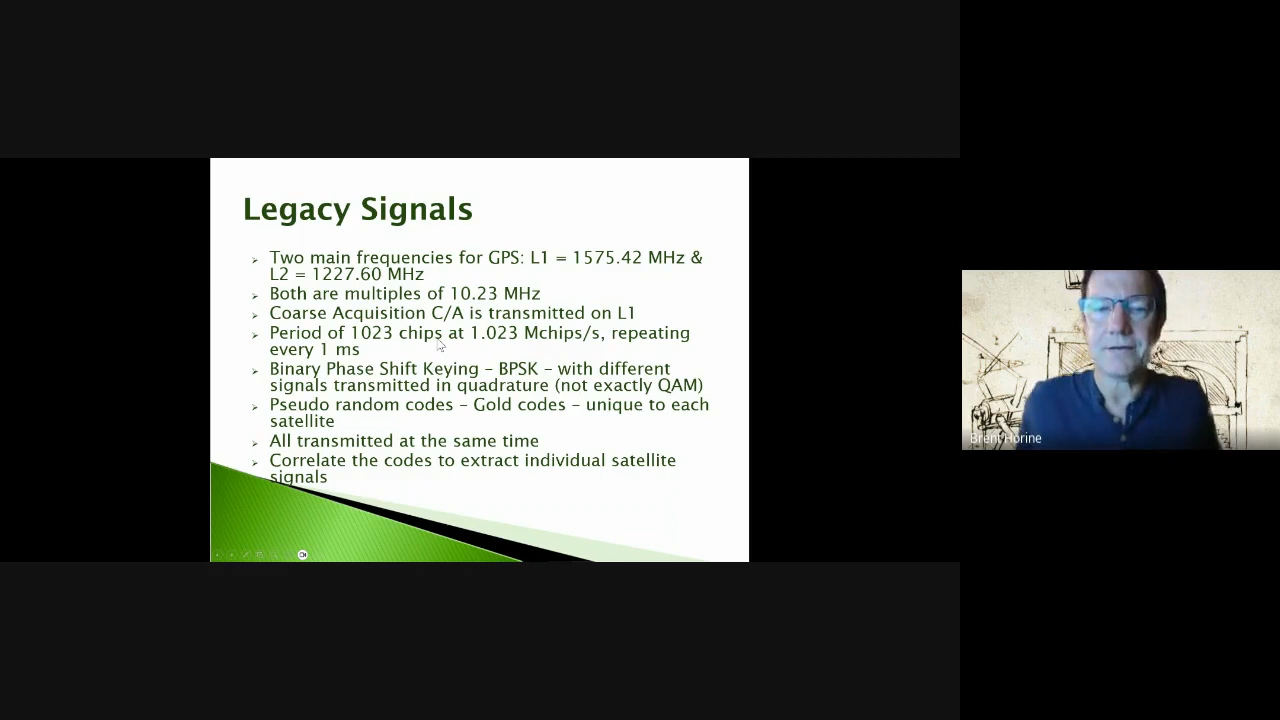 Legacy Signals
Two main frequencies for GPS: L1 = 1575.42 MHz &
L2 = 1227.60 MHz
Both are multiples of 10.23 MHz
Coarse Acquisition C/A is transmitted on L1
Period of 1023 chips at 1.023 Mchips/s, repeating
every 1 ms
Binary Phase Shift Keying – BPSK – with different
signals transmitted in quadrature (not exactly QAM)
Pseudo random codes – Gold codes – unique to each
satellite
All transmitted at the same time
Correlate the codes to extract individual satellite
signals
Brent Horine